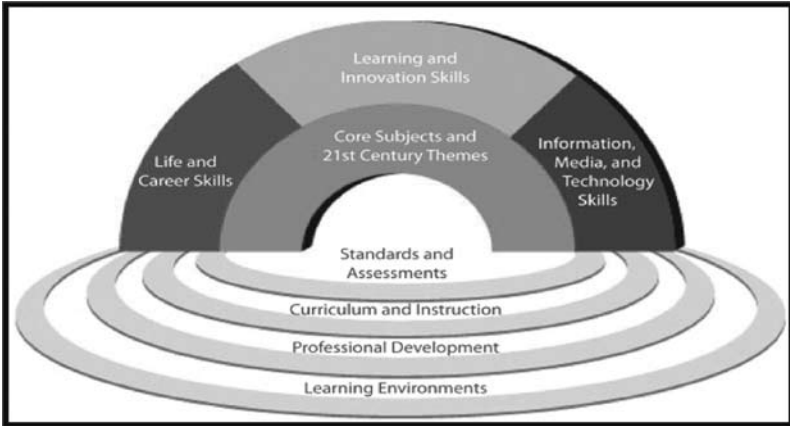 Learning and
Innovation Skills
Core Subjects and
21st Century Themes
Life and
Career Skills
Information,
Media, and
Technology
Skills
Standards and
Assessments
Curriculum and Instruction
Professional Development
Learning Environments